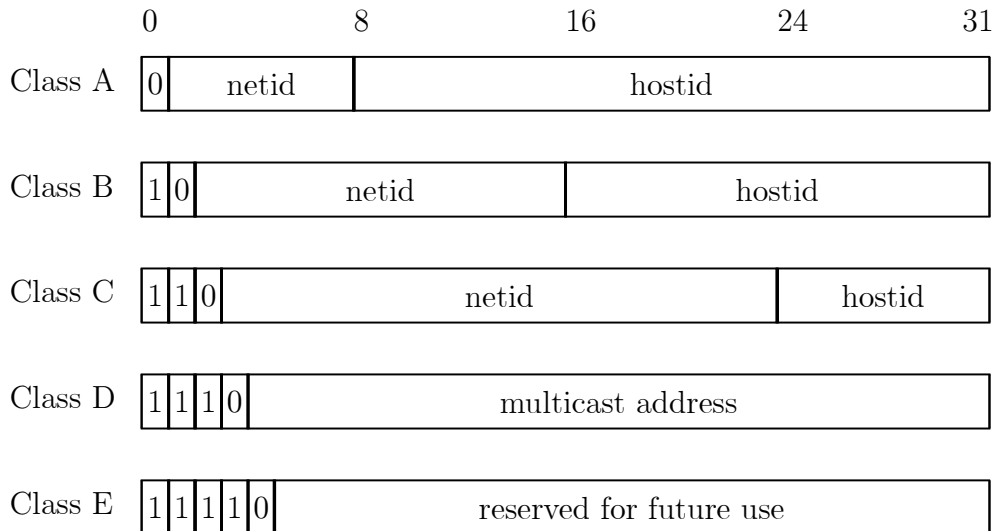 0 8 16 24 31
Class A 0 netid hostid
Class B 1 0 netid hostid
Class C 1 1 0 netid hostid
Class D 1 1 1 0 multicast address
Class E 1 1 1 1 0 reserved for future use